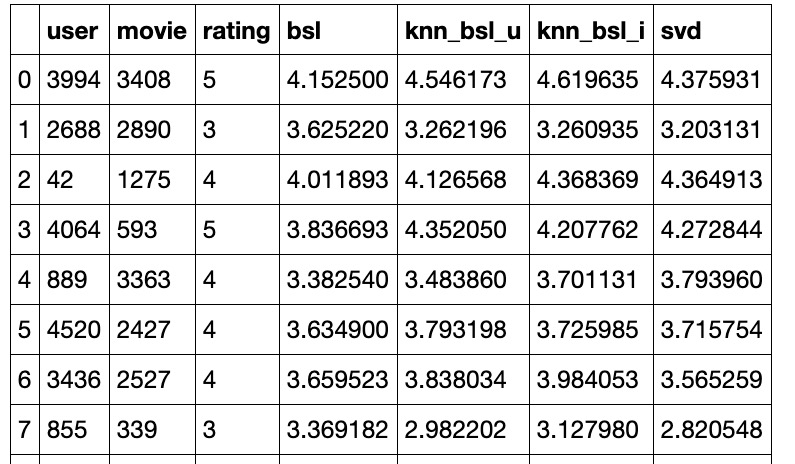 user movie rating bsl knn_bsl_u knn_bsl_i svd
0 3994 3408 5 4.152500 4.546173 4.619635 4.375931
1 2688 2890 3 3.625220 3.262196 3.260935 3.203131
2 42 1275 4 4.011893 4.126568 4.368369 4.364913
3 4064 593 5 3.836693 4.352050 4.207762 4.272844
4 889 3363 4 3.382540 3.483860 3.701131 3.793960
5 4520 2427 4 3.634900 3.793198 3.725985 3.715754
6 3436 2527 4 3.659523 3.838034 3.984053 3.565259
7 855 339 3 3.369182 2.982202 3.127980 2.820548